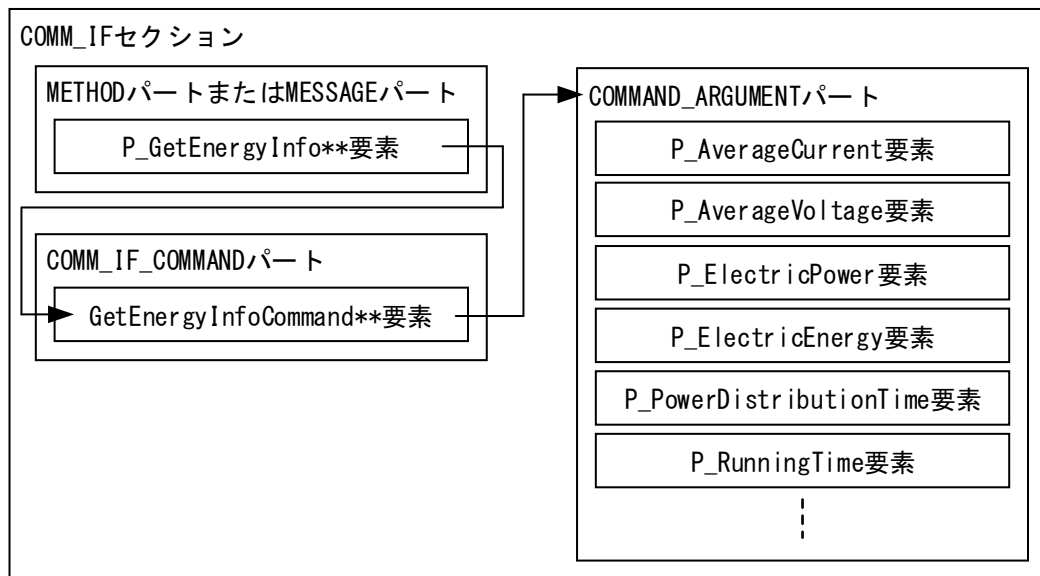 COMM_IFセクション
METHODパートまたはMESSAGEパート
P_GetEnergyInfo**要素
COMM_IF_COMMANDパート
GetEnergyInfoCommand**要素
COMMAND_ARGUMENTパート
P_AverageCurrent要素
P_AverageVoltage要素
P_ElectricPower要素
P_ElectricEnergy要素
P_PowerDistributionTime要素
P_RunningTime要素